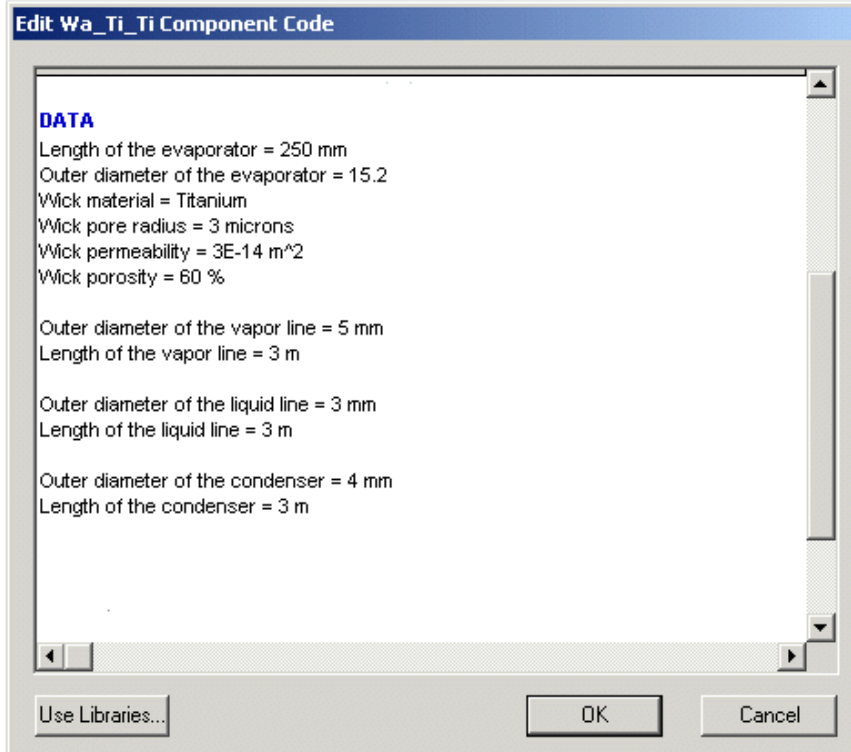 Edit Wa_Ti_Ti Component Code
DATA
Length of the evaporator = 250 mm
Outer diameter of the evaporator = 15.2
Wick material = Titanium
Wick pore radius = 3 microns
Wick permeability = 3E-14 m^2
Wick porosity = 60 %
Outer diameter of the vapor line = 5 mm
Length of the vapor line = 3 m
Outer diameter of the liquid line = 3 mm
Length of the liquid line = 3 m
Outer diameter of the condenser = 4 mm
Length of the condenser = 3 m
Use Libraries... OK Cancel